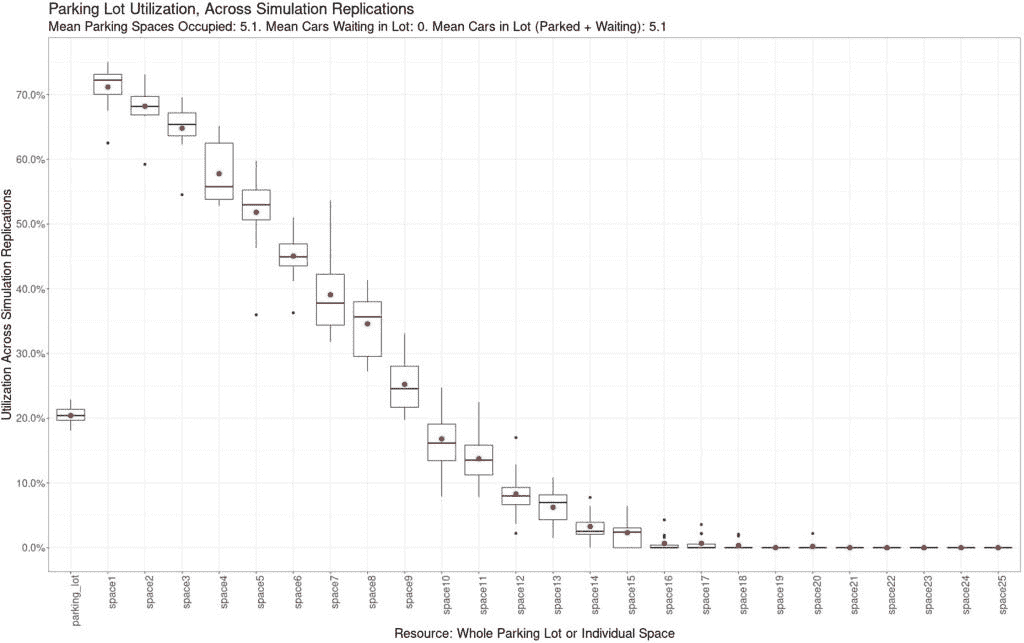 Parking Lot Utilization, Across Simulation Replications
Mean Parking Spaces Occupied: 5.1. Mean Cars Waiting in Lot: 0. Mean Cars in Lot (Parked + Waiting): 5.1
Utilization Across Simulation Replications
70.0%
60.0%
50.0%
40.0%
30.0%
20.0%
10.0%
0.0%
parking_lot
space1
space2
space3
space4
space5
space6
space7
space8
space9
space10
space11
space12
space13
space14
space15
space16
space17
space18
space19
space20
space21
space22
space23
space24
space25
Resource: Whole Parking Lot or Individual Space